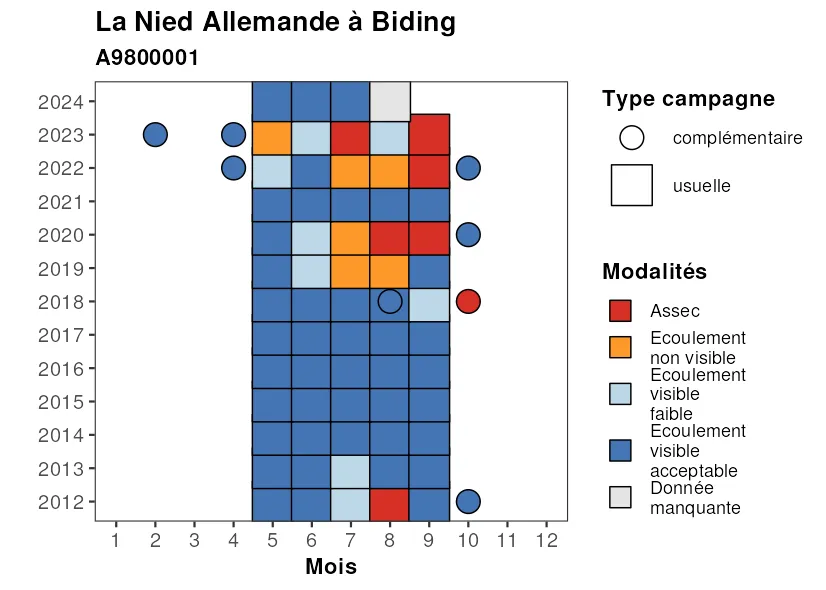 La Nied Allemande à Biding
A9800001
2024
2023
2022
2021
2020
2019
2018
2017
2016
2015
2014
2013
2012
1 2 3 4 5 6 7 8 9 10 11 12
Mois
Type campagne
complémentaire
usuelle
Modalités
Assec
Ecoulement
non visible
Ecoulement
visible
faible
Ecoulement
visible
acceptable
Donnée
manquante